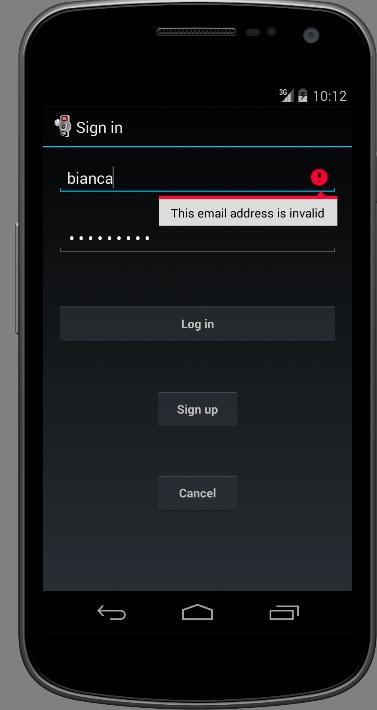 3G 10:12
Sign in
bianca
This email address is invalid
•••••••••
Log in
Sign up
Cancel